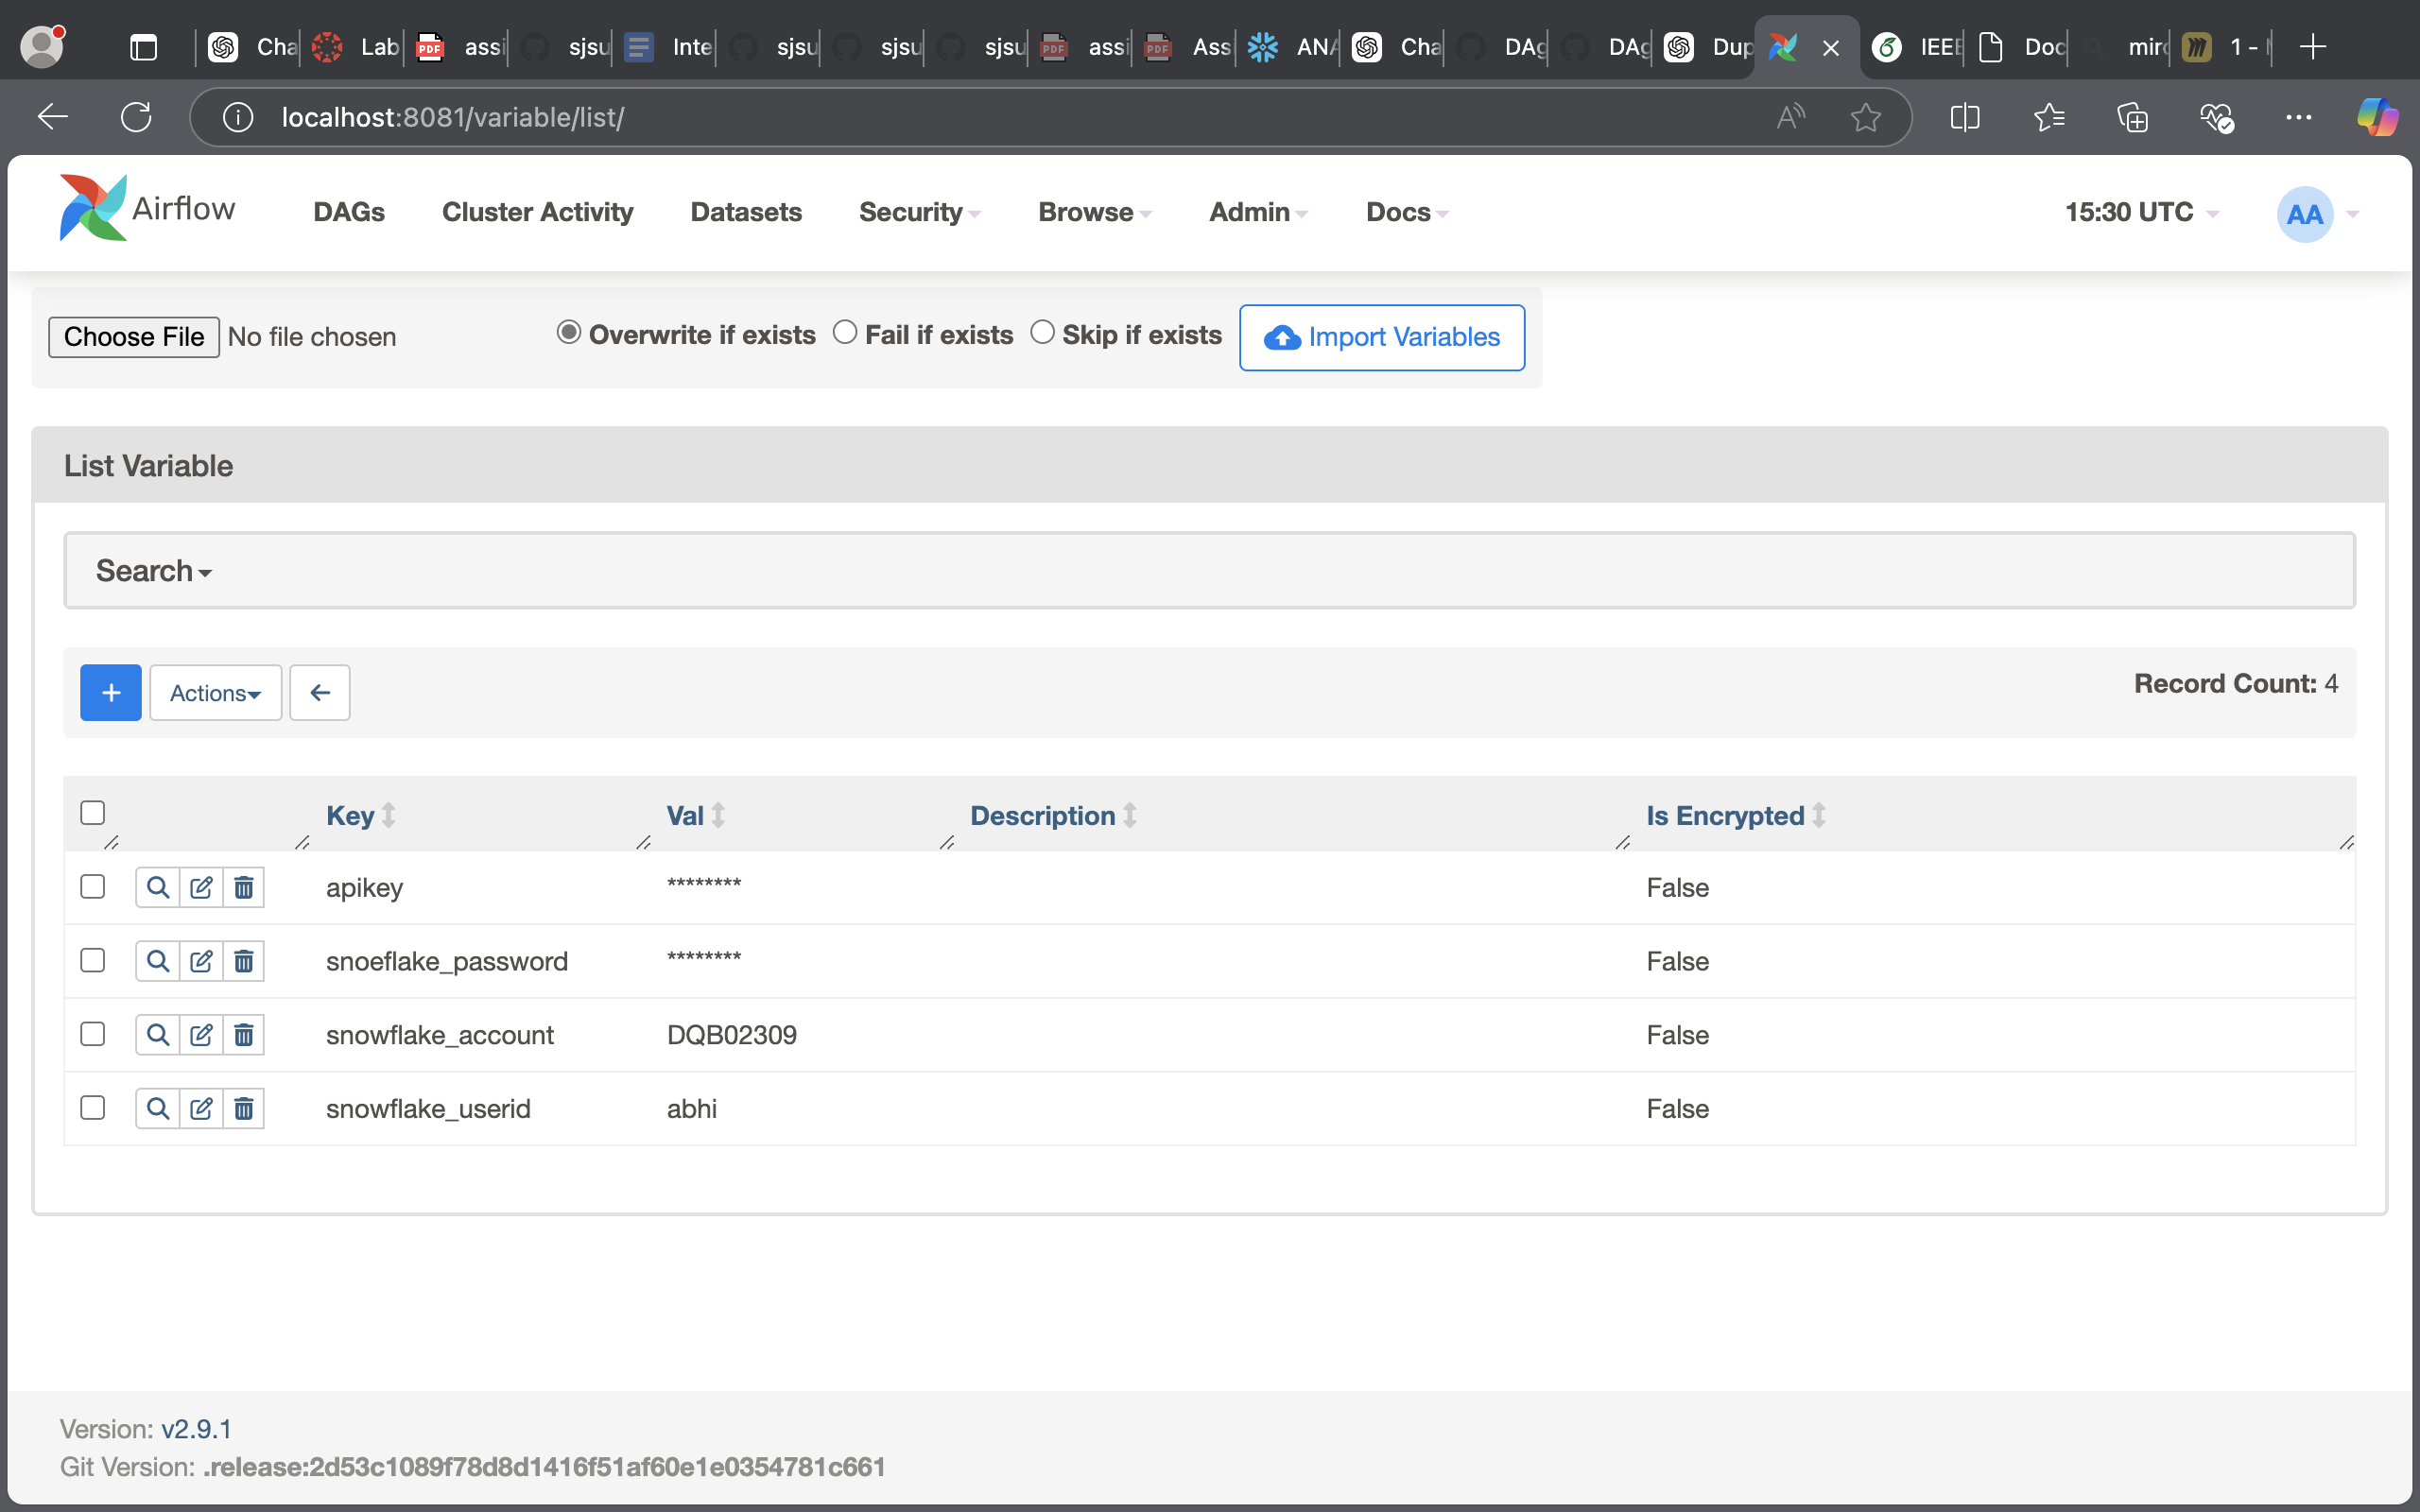 Cha Lab assi sjsu Inte sjsu sjsu sjsu assi Ass ANA Cha DAg DAg Dup IEEE Doc miro 1 -
localhost:8081/variable/list/
Airflow DAGs Cluster Activity Datasets Security Browse Admin Docs 15:30 UTC AA
Choose File No file chosen Overwrite if exists Fail if exists Skip if exists Import Variables
List Variable
Search
+ Actions Record Count: 4
Key Val Description Is Encrypted
apikey ******** False
snoeflake_password ******** False
snowflake_account DQB02309 False
snowflake_userid abhi False
Version: v2.9.1
Git Version: .release:2d53c1089f78d8d1416f51af60e1e0354781c661